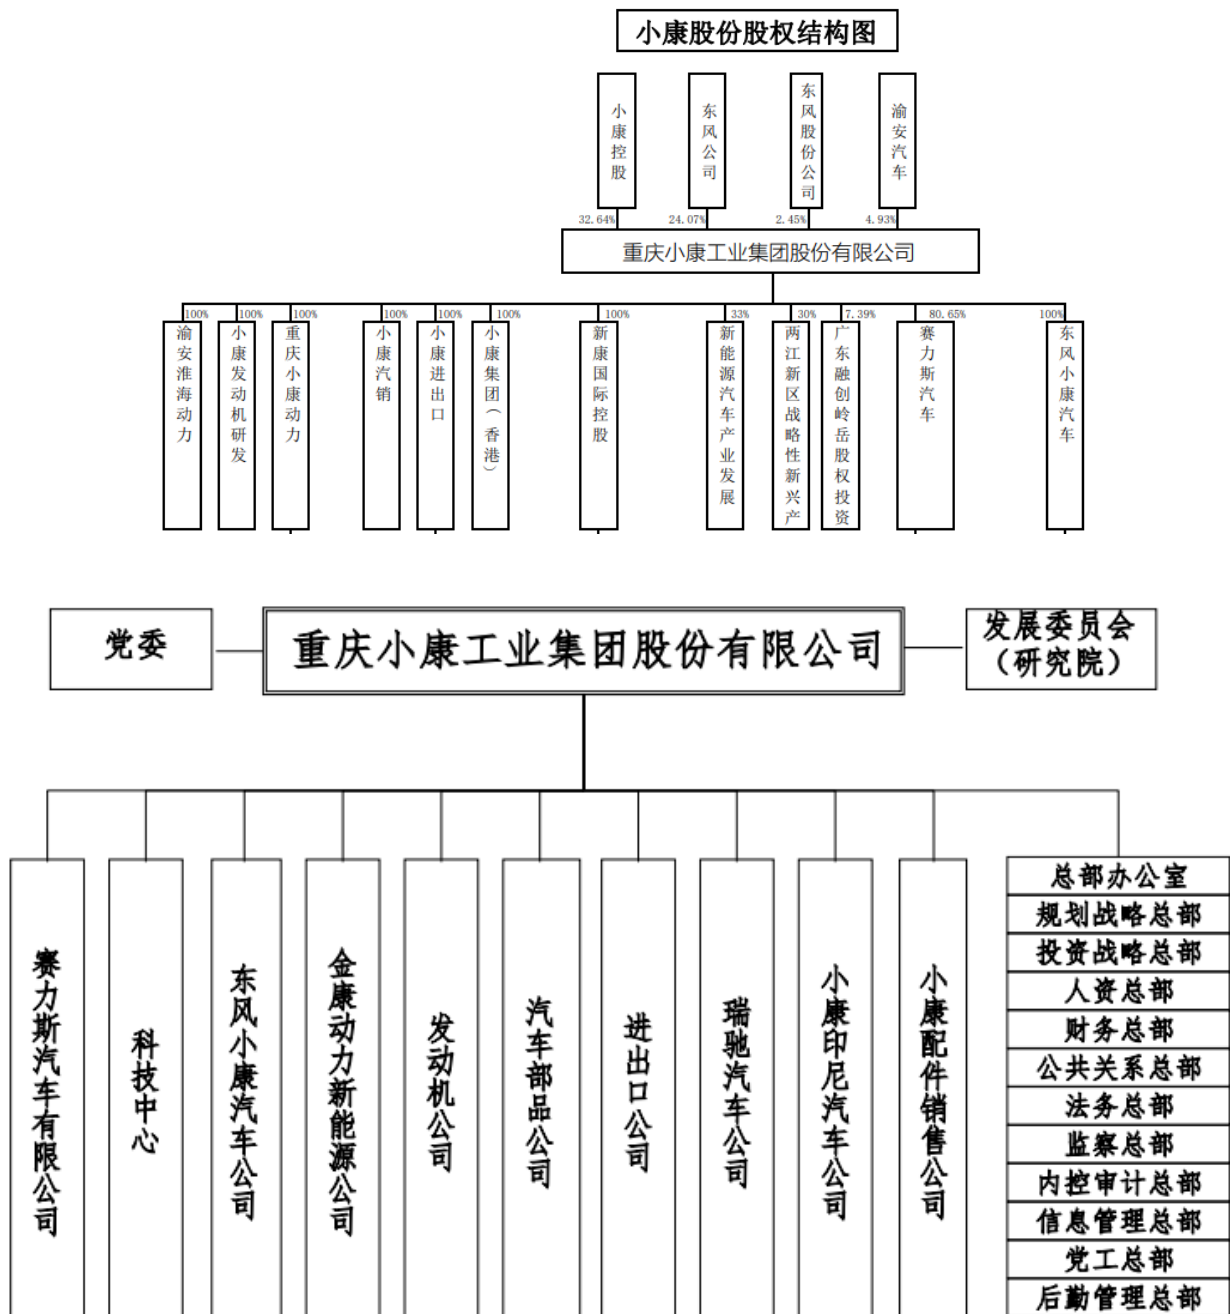 小康股份股权结构图
小康控股
东风公司
东风股份公司
渝安汽车
32.64%
24.07%
2.45%
4.93%
重庆小康工业集团股份有限公司
100%
100%
100%
100%
100%
100%
100%
33%
30%
7.39%
80.65%
100%
渝安淮海动力
小康发动机研发
重庆小康动力
小康汽销
小康进出口
小康集团（香港）
新康国际控股
新能源汽车产业发展
两江新区战略性新兴产
广东融创岭岳股权投资
赛力斯汽车
东风小康汽车
党委
重庆小康工业集团股份有限公司
发展委员会
（研究院）
赛力斯汽车有限公司
科技中心
东风小康汽车公司
金康动力新能源公司
发动机公司
汽车部品公司
进出口公司
瑞驰汽车公司
小康印尼汽车公司
小康配件销售公司
总部办公室
规划战略总部
投资战略总部
人资总部
财务总部
公共关系总部
法务总部
监察总部
内控审计总部
信息管理总部
党工总部
后勤管理总部